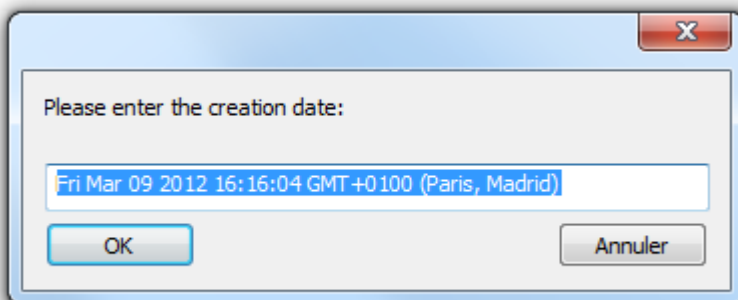 Please enter the creation date:
Fri Mar 09 2012 16:16:04 GMT+0100 (Paris, Madrid)
OK
Annuler